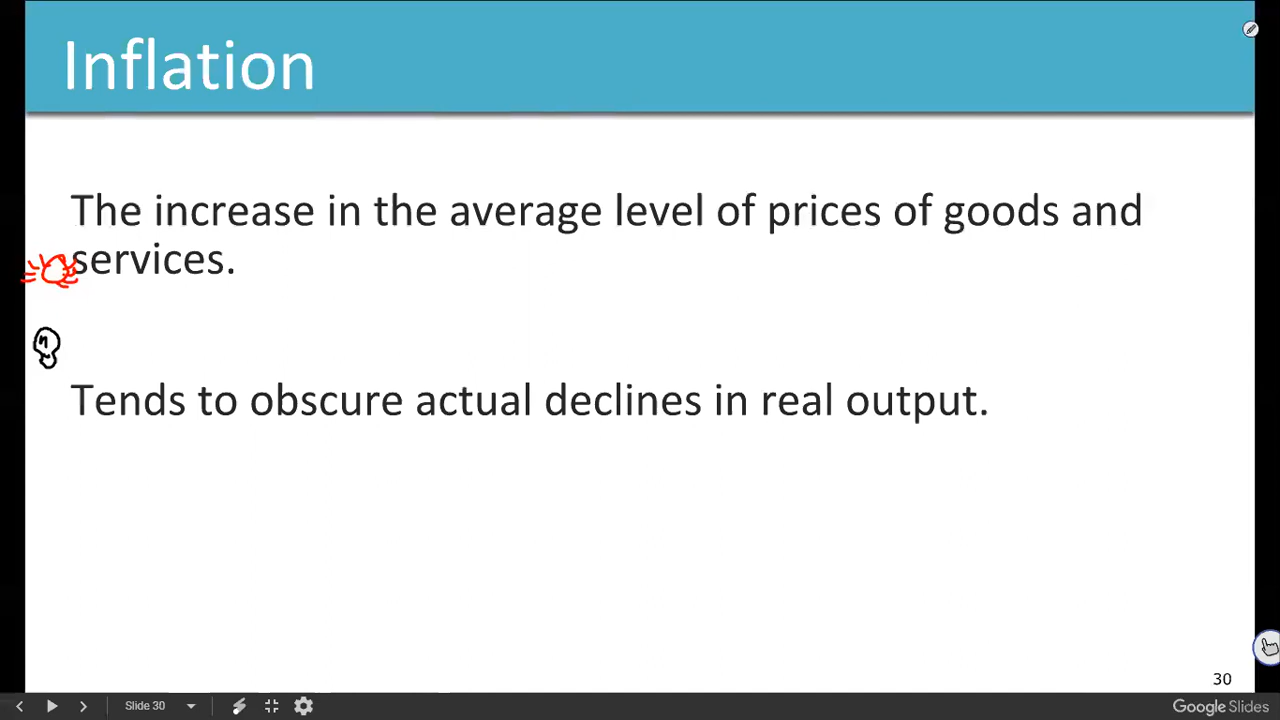 Inflation
The increase in the average level of prices of goods and
services.
Tends to obscure actual declines in real output.
30
Slide 30
Google Slides